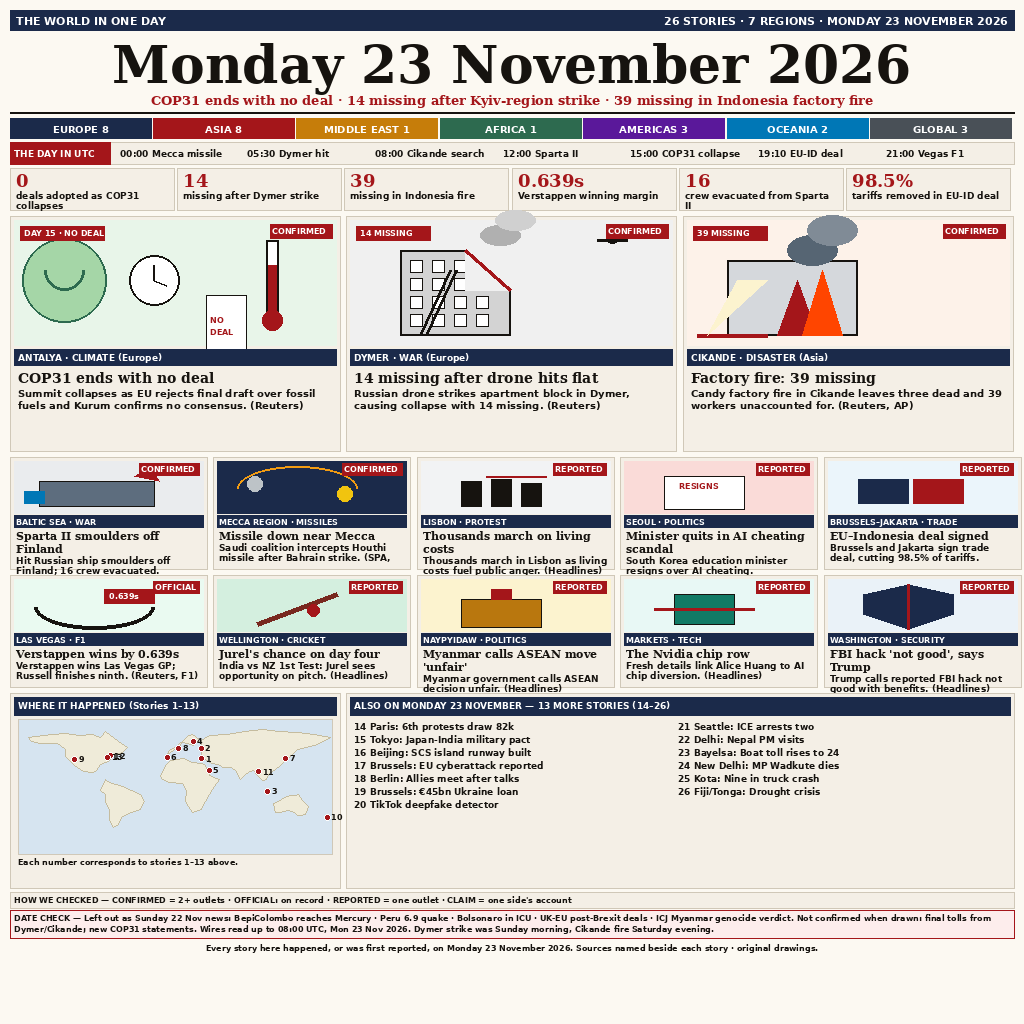 THE WORLD IN ONE DAY
26 STORIES · 7 REGIONS · MONDAY 23 NOVEMBER 2026
Monday 23 November 2026
COP31 ends with no deal · 14 missing after Kyiv-region strike · 39 missing in Indonesia factory fire
EUROPE 8
ASIA 8
MIDDLE EAST 1
AFRICA 1
AMERICAS 3
OCEANIA 2
GLOBAL 3
THE DAY IN UTC
00:00 Mecca missile
05:30 Dymer hit
08:00 Cikande search
12:00 Sparta II
15:00 COP31 collapse
19:10 EU-ID deal
21:00 Vegas F1
0
deals adopted as COP31
collapses
14
missing after Dymer strike
39
missing in Indonesia fire
0.639s
Verstappen winning margin
16
crew evacuated from Sparta
II
98.5%
tariffs removed in EU-ID deal
DAY 15 · NO DEAL
CONFIRMED
NO
DEAL
ANTALYA · CLIMATE (Europe)
COP31 ends with no deal
Summit collapses as EU rejects final draft over fossil
fuels and Kurum confirms no consensus. (Reuters)
14 MISSING
CONFIRMED
DYMER · WAR (Europe)
14 missing after drone hits flat
Russian drone strikes apartment block in Dymer,
causing collapse with 14 missing. (Reuters)
39 MISSING
CONFIRMED
CIKANDE · DISASTER (Asia)
Factory fire: 39 missing
Candy factory fire in Cikande leaves three dead and 39
workers unaccounted for. (Reuters, AP)
CONFIRMED
BALTIC SEA · WAR
Sparta II smoulders off
Finland
Hit Russian ship smoulders off
Finland; 16 crew evacuated.
CONFIRMED
MECCA REGION · MISSILES
Missile down near Mecca
Saudi coalition intercepts Houthi
missile after Bahrain strike. (SPA,
REPORTED
LISBON · PROTEST
Thousands march on living
costs
Thousands march in Lisbon as living
costs fuel public anger. (Headlines)
REPORTED
RESIGNS
SEOUL · POLITICS
Minister quits in AI cheating
scandal
South Korea education minister
resigns over AI cheating.
REPORTED
BRUSSELS–JAKARTA · TRADE
EU–Indonesia deal signed
Brussels and Jakarta sign trade
deal, cutting 98.5% of tariffs.
OFFICIAL
0.639s
LAS VEGAS · F1
Verstappen wins by 0.639s
Verstappen wins Las Vegas GP;
Russell finishes ninth. (Reuters, F1)
REPORTED
WELLINGTON · CRICKET
Jurel's chance on day four
India vs NZ 1st Test: Jurel sees
opportunity on pitch. (Headlines)
REPORTED
NAYPYIDAW · POLITICS
Myanmar calls ASEAN move
'unfair'
Myanmar government calls ASEAN
decision unfair. (Headlines)
REPORTED
MARKETS · TECH
The Nvidia chip row
Fresh details link Alice Huang to AI
chip diversion. (Headlines)
REPORTED
WASHINGTON · SECURITY
FBI hack 'not good', says
Trump
Trump calls reported FBI hack not
good with benefits. (Headlines)
WHERE IT HAPPENED (Stories 1–13)
4
8
2
6
1
7
9
5
11
3
10
Each number corresponds to stories 1–13 above.
ALSO ON MONDAY 23 NOVEMBER — 13 MORE STORIES (14–26)
14 Paris: 6th protests draw 82k
15 Tokyo: Japan-India military pact
16 Beijing: SCS island runway built
17 Brussels: EU cyberattack reported
18 Berlin: Allies meet after talks
19 Brussels: €45bn Ukraine loan
20 TikTok deepfake detector
21 Seattle: ICE arrests two
22 Delhi: Nepal PM visits
23 Bayelsa: Boat toll rises to 24
24 New Delhi: MP Wadkute dies
25 Kota: Nine in truck crash
26 Fiji/Tonga: Drought crisis
HOW WE CHECKED — CONFIRMED = 2+ outlets · OFFICIAL: on record · REPORTED = one outlet · CLAIM = one side's account
DATE CHECK — Left out as Sunday 22 Nov news: BepiColombo reaches Mercury · Peru 6.9 quake · Bolsonaro in ICU · UK-EU post-Brexit deals · ICJ Myanmar genocide verdict. Not confirmed when drawn: final tolls from
Dymer/Cikande; new COP31 statements. Wires read up to 08:00 UTC, Mon 23 Nov 2026. Dymer strike was Sunday morning, Cikande fire Saturday evening.
Every story here happened, or was first reported, on Monday 23 November 2026. Sources named beside each story · original drawings.